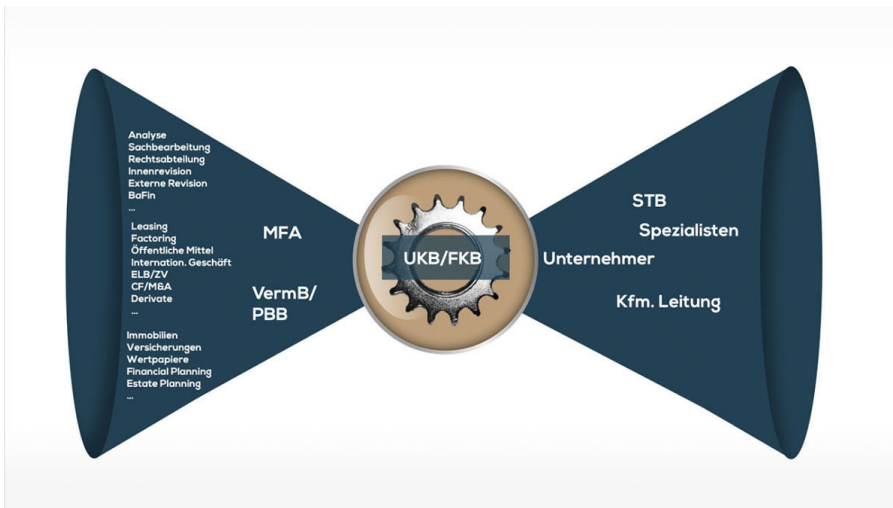 Analyse
Sachbearbeitung
Rechtsabteilung
Innenrevision
Externe Revision
BaFin
...
Leasing
Factoring
Öffentliche Mittel
Internation. Geschäft
ELB/ZV
CF/M&A
Derivate
...
Immobilien
Versicherungen
Wertpapiere
Financial Planning
Estate Planning
...
MFA
VermB/
PBB
UKB/FKB
STB
Spezialisten
Unternehmer
Kfm. Leitung